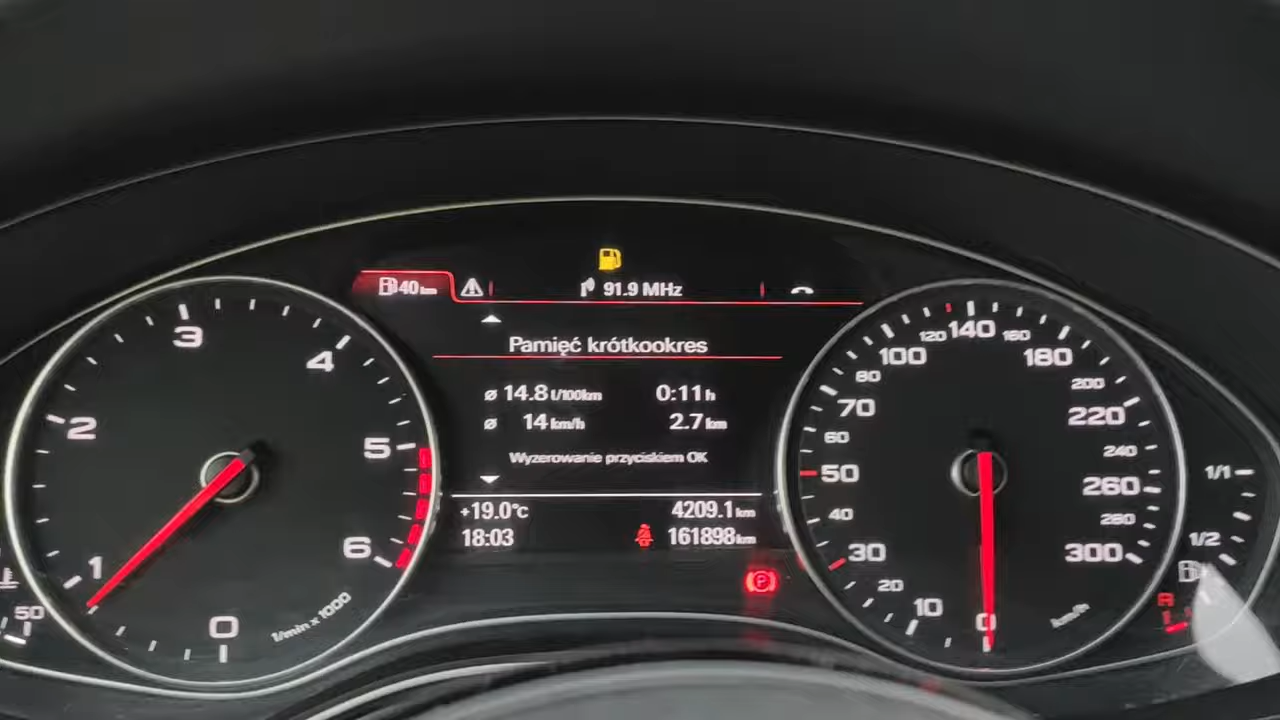 40 km
91.9 MHz
Pamięć krótkookres
ø 14.8 l/100km 0:11 h
ø 14 km/h 2.7 km
Wyzerowanie przyciskiem OK
+19.0°C 4209.1 km
18:03 161898 km
0
1
2
3
4
5
6
1/min x 1000
50
0
10
20
30
40
50
60
70
80
100
120
140
160
180
200
220
240
260
280
300
km/h
1/1
1/2
R
P